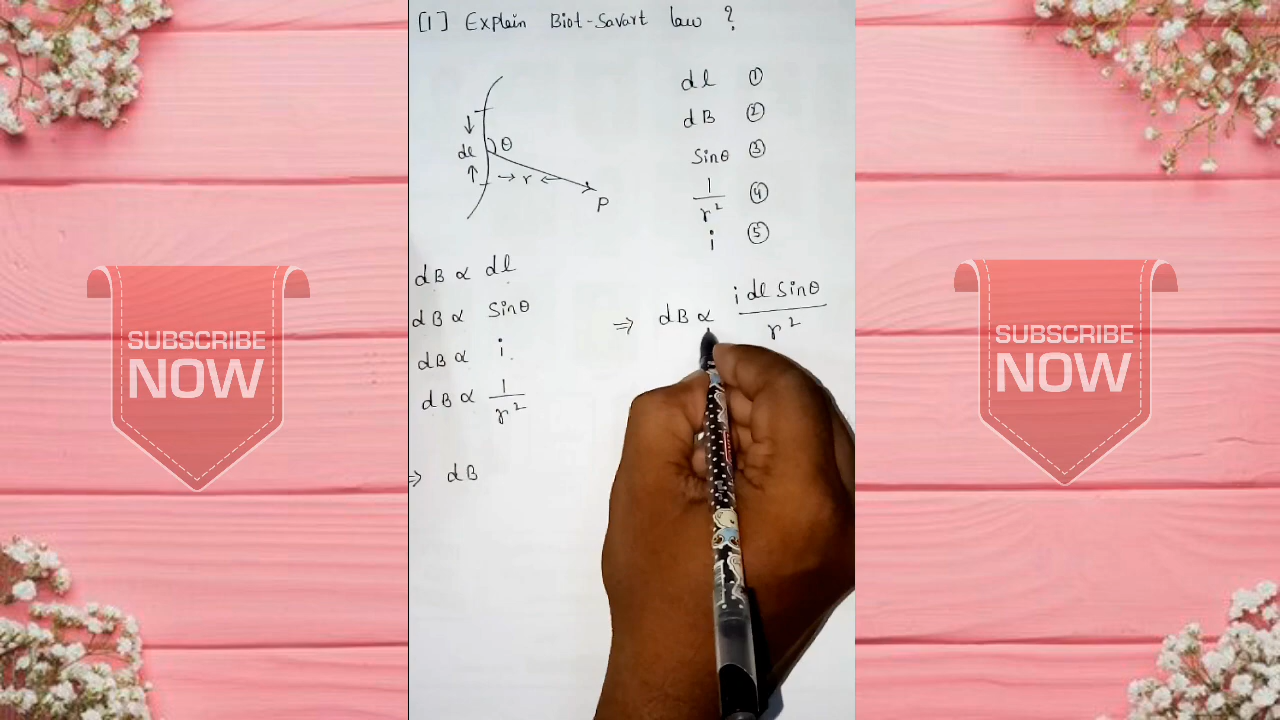 [1] Explain Biot-Savart law ?
dl ①
dB ②
Sinθ ③
1/r² ④
i ⑤
dl
θ
r
P
dB ∝ dl
dB ∝ Sinθ
dB ∝ i
dB ∝ 1/r²
⇒ dB ∝ i dl Sinθ / r²
⇒ dB
SUBSCRIBE
NOW
SUBSCRIBE
NOW